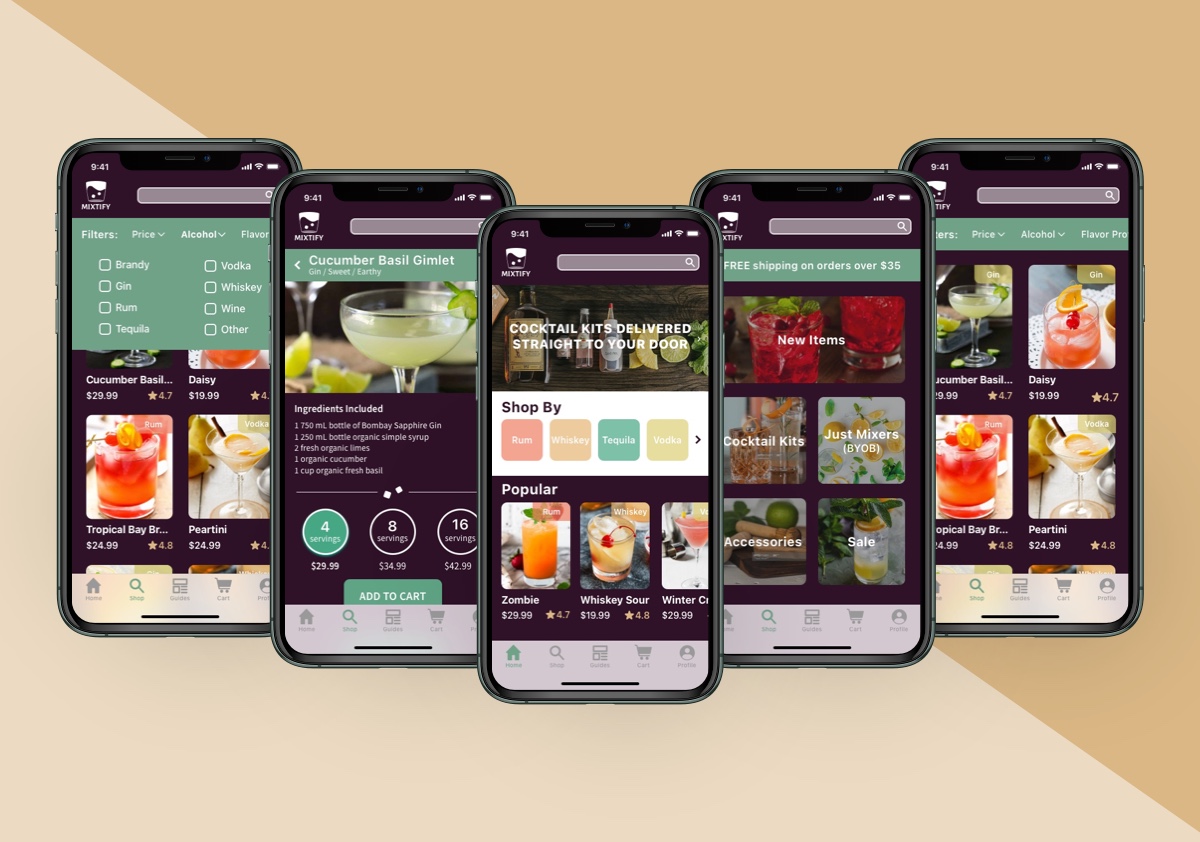 9:41
MIXTIFY
Filters: Price Alcohol Flavor
Brandy Vodka
Gin Whiskey
Rum Wine
Tequila Other
Cucumber Basil... Daisy
$29.99 4.7 $19.99 4.
Rum Vodka
Tropical Bay Br... Peartini
$24.99 4.8 $24.99 4.
Home Shop Guides Cart Prof
9:41
MIXTIFY
Cucumber Basil Gimlet
Gin / Sweet / Earthy
Ingredients Included
1 750 mL bottle of Bombay Sapphire Gin
1 250 mL bottle organic simple syrup
2 fresh organic limes
1 organic cucumber
1 cup organic fresh basil
4 8 16
servings servings servings
$29.99 $34.99 $42.99
ADD TO CART
Home Shop Guides Cart
9:41
MIXTIFY
COCKTAIL KITS DELIVERED
STRAIGHT TO YOUR DOOR
Shop By
Rum Whiskey Tequila Vodka
Popular
Rum Whiskey Vo
Zombie Whiskey Sour Winter Cr
$29.99 4.7 $19.99 4.8 $29.99
Home Shop Guides Cart Profile
9:41
XTIFY
FREE shipping on orders over $35
New Items
Cocktail Kits Just Mixers
(BYOB)
Accessories Sale
me Shop Guides Cart Profile
9:41
TIFY
ers: Price Alcohol Flavor Pro
Gin Gin
ucumber Basil... Daisy
29.99 $19.99 4.7
Rum Vodka
opical Bay Br... Peartini
24.99 4.8 $24.99 4.8
Home Shop Guides Cart Profile